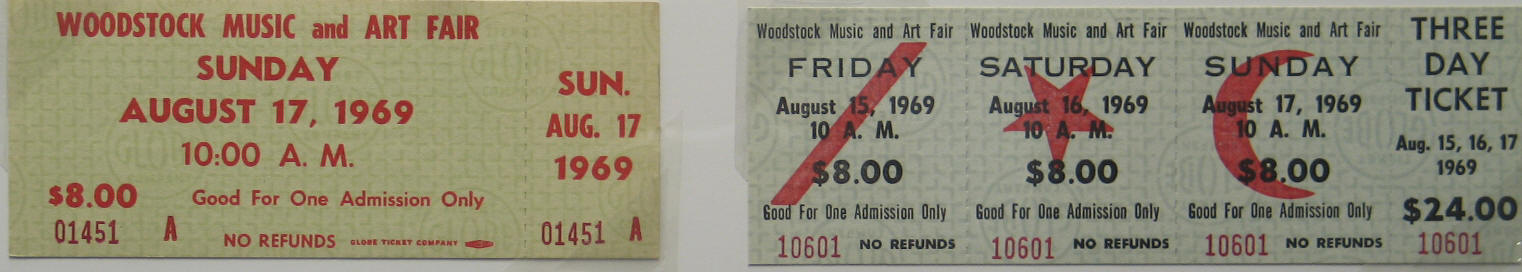 WOODSTOCK MUSIC and ART FAIR
SUNDAY
AUGUST 17, 1969
10:00 A. M.
$8.00 Good For One Admission Only
01451 A NO REFUNDS GLOBE TICKET COMPANY
SUN.
AUG. 17
1969
01451 A
Woodstock Music and Art Fair
FRIDAY
August 15, 1969
10 A. M.
$8.00
Good For One Admission Only
10601 NO REFUNDS
Woodstock Music and Art Fair
SATURDAY
August 16, 1969
10 A. M.
$8.00
Good For One Admission Only
10601 NO REFUNDS
Woodstock Music and Art Fair
SUNDAY
August 17, 1969
10 A. M.
$8.00
Good For One Admission Only
10601 NO REFUNDS
THREE
DAY
TICKET
Aug. 15, 16, 17
1969
$24.00
10601